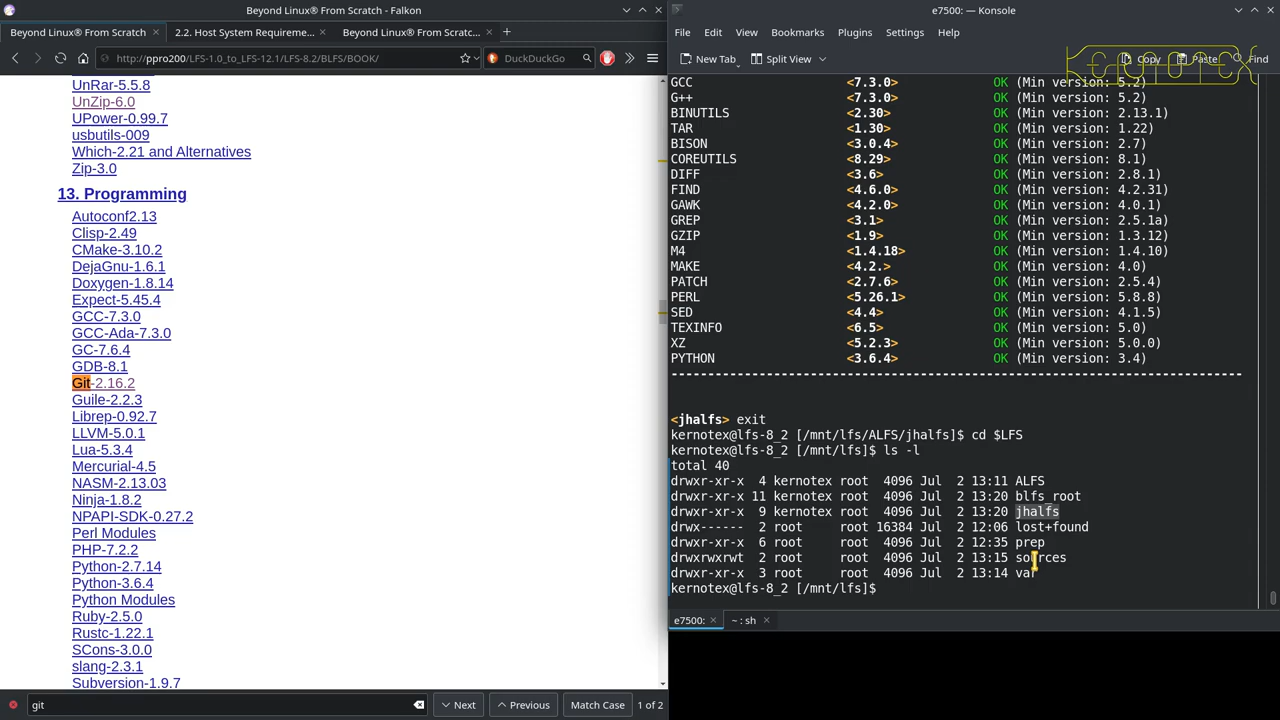 Beyond Linux® From Scratch - Falkon
Beyond Linux® From Scratch
2.2. Host System Requireme...
Beyond Linux® From Scratc...
http://ppro200/LFS-1.0_to_LFS-12.1/LFS-8.2/BLFS/BOOK/
DuckDuckGo
UnRar-5.5.8
UnZip-6.0
UPower-0.99.7
usbutils-009
Which-2.21 and Alternatives
Zip-3.0
13. Programming
Autoconf2.13
Clisp-2.49
CMake-3.10.2
DejaGnu-1.6.1
Doxygen-1.8.14
Expect-5.45.4
GCC-7.3.0
GCC-Ada-7.3.0
GC-7.6.4
GDB-8.1
Git-2.16.2
Guile-2.2.3
Librep-0.92.7
LLVM-5.0.1
Lua-5.3.4
Mercurial-4.5
NASM-2.13.03
Ninja-1.8.2
NPAPI-SDK-0.27.2
Perl Modules
PHP-7.2.2
Python-2.7.14
Python-3.6.4
Python Modules
Ruby-2.5.0
Rustc-1.22.1
SCons-3.0.0
slang-2.3.1
Subversion-1.9.7
git
Next
Previous
Match Case
1 of 2
e7500: — Konsole
File Edit View Bookmarks Plugins Settings Help
New Tab Split View Copy Paste Find
kernotex
GCC <7.3.0> OK (Min version: 5.2)
G++ <7.3.0> OK (Min version: 5.2)
BINUTILS <2.30> OK (Min version: 2.13.1)
TAR <1.30> OK (Min version: 1.22)
BISON <3.0.4> OK (Min version: 2.7)
COREUTILS <8.29> OK (Min version: 8.1)
DIFF <3.6> OK (Min version: 2.8.1)
FIND <4.6.0> OK (Min version: 4.2.31)
GAWK <4.2.0> OK (Min version: 4.0.1)
GREP <3.1> OK (Min version: 2.5.1a)
GZIP <1.9> OK (Min version: 1.3.12)
M4 <1.4.18> OK (Min version: 1.4.10)
MAKE <4.2.> OK (Min version: 4.0)
PATCH <2.7.6> OK (Min version: 2.5.4)
PERL <5.26.1> OK (Min version: 5.8.8)
SED <4.4> OK (Min version: 4.1.5)
TEXINFO <6.5> OK (Min version: 5.0)
XZ <5.2.3> OK (Min version: 5.0.0)
PYTHON <3.6.4> OK (Min version: 3.4)
--------------------------------------------------------------------------
<jhalfs> exit
kernotex@lfs-8_2 [/mnt/lfs/ALFS/jhalfs]$ cd $LFS
kernotex@lfs-8_2 [/mnt/lfs]$ ls -l
total 40
drwxr-xr-x 4 kernotex root 4096 Jul 2 13:11 ALFS
drwxr-xr-x 11 kernotex root 4096 Jul 2 13:20 blfs_root
drwxr-xr-x 9 kernotex root 4096 Jul 2 13:20 jhalfs
drwx------ 2 root root 16384 Jul 2 12:06 lost+found
drwxr-xr-x 6 root root 4096 Jul 2 12:35 prep
drwxrwxrwt 2 root root 4096 Jul 2 13:15 sources
drwxr-xr-x 3 root root 4096 Jul 2 13:14 var
kernotex@lfs-8_2 [/mnt/lfs]$
e7500:
~ : sh